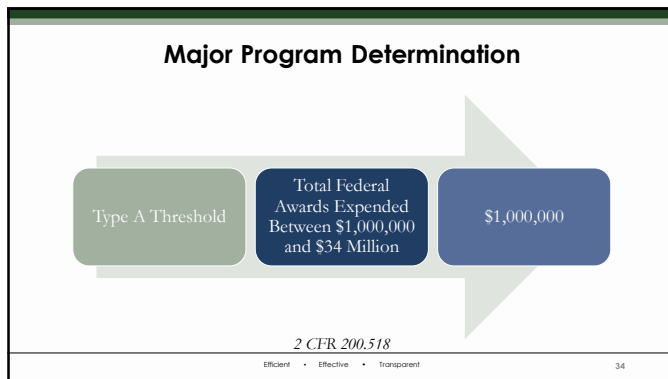 Major Program Determination
Type A Threshold
Total Federal
Awards Expended
Between $1,000,000
and $34 Million
$1,000,000
2 CFR 200.518
Efficient • Effective • Transparent
34